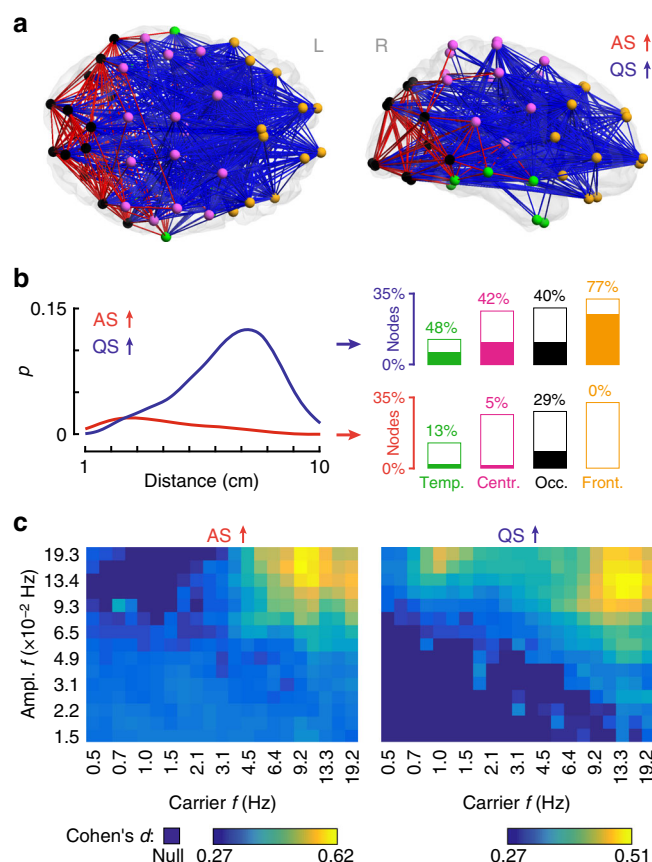 a
L
R
AS ↑
QS ↑
b
0.15
p
0
AS ↑
QS ↑
1
10
Distance (cm)
35%
Nodes
0%
48%
42%
40%
77%
35%
Nodes
0%
13%
5%
29%
0%
Temp.
Centr.
Occ.
Front.
c
AS ↑
QS ↑
Ampl. f (×10⁻² Hz)
19.3
13.4
9.3
6.5
4.9
3.1
2.2
1.5
0.5 0.7 1.0 1.5 2.1 3.1 4.5 6.5 9.2 13.3 19.2
0.5 0.7 1.0 1.5 2.1 3.1 4.5 6.5 9.2 13.3 19.2
Carrier f (Hz)
Carrier f (Hz)
Cohen's d:
Null
0.27
0.62
0.27
0.51